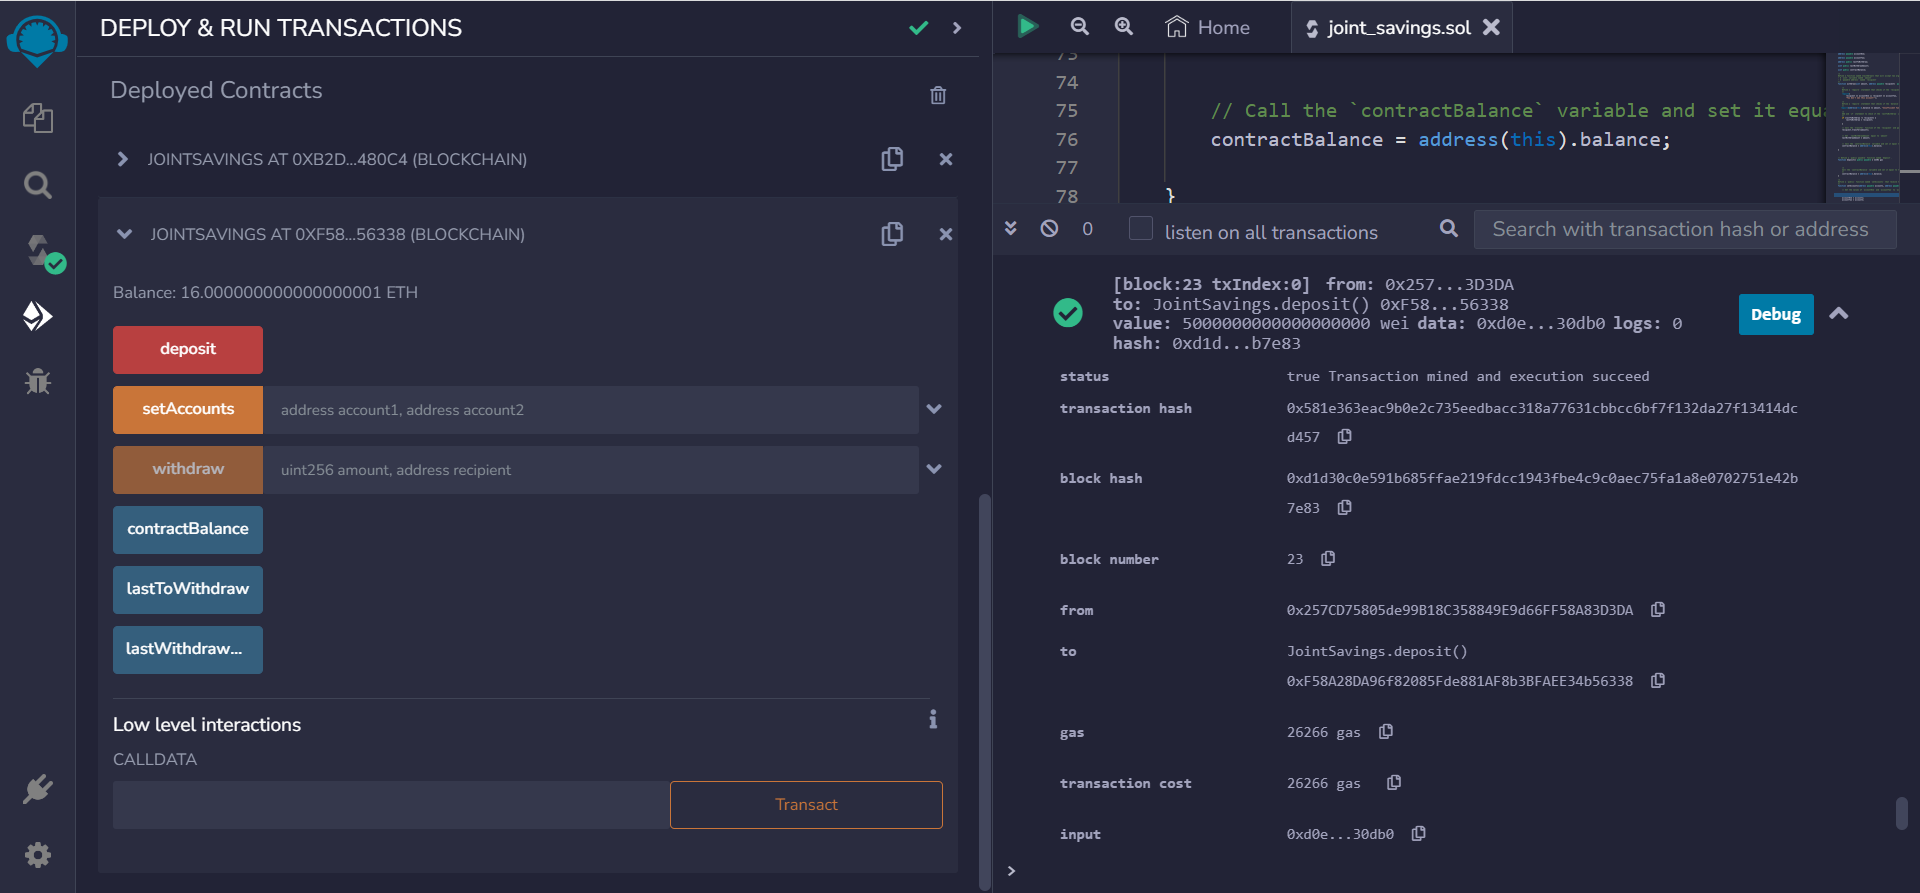 DEPLOY & RUN TRANSACTIONS
Deployed Contracts
JOINTSAVINGS AT 0XB2D...480C4 (BLOCKCHAIN)
JOINTSAVINGS AT 0XF58...56338 (BLOCKCHAIN)
Balance: 16.000000000000000001 ETH
deposit
setAccounts
address account1, address account2
withdraw
uint256 amount, address recipient
contractBalance
lastToWithdraw
lastWithdraw...
Low level interactions
i
CALLDATA
Transact
Home
joint_savings.sol
73
74
75 // Call the `contractBalance` variable and set it equa
76 contractBalance = address(this).balance;
77
78 }
0
listen on all transactions
Search with transaction hash or address
[block:23 txIndex:0] from: 0x257...3D3DA
to: JointSavings.deposit() 0xF58...56338
value: 5000000000000000000 wei data: 0xd0e...30db0 logs: 0
hash: 0xd1d...b7e83
Debug
status true Transaction mined and execution succeed
transaction hash 0x581e363eac9b0e2c735eedbacc318a77631cbbcc6bf7f132da27f13414dc
d457
block hash 0xd1d30c0e591b685ffae219fdcc1943fbe4c9c0aec75fa1a8e0702751e42b
7e83
block number 23
from 0x257CD75805de99B18C358849E9d66FF58A83D3DA
to JointSavings.deposit()
0xF58A28DA96f82085Fde881AF8b3BFAEE34b56338
gas 26266 gas
transaction cost 26266 gas
input 0xd0e...30db0
>